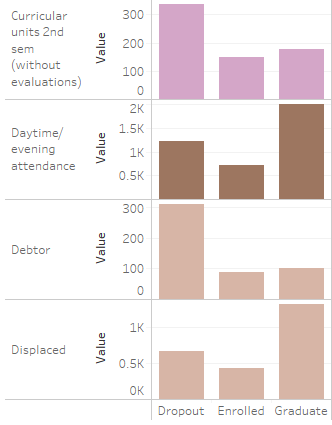 Curricular
units 2nd
sem
(without
evaluations)
Value
300
200
100
0
Daytime/
evening
attendance
Value
2K
1.5K
1K
0.5K
Debtor
Value
300
200
100
0
Displaced
Value
1K
0.5K
0K
Dropout Enrolled Graduate